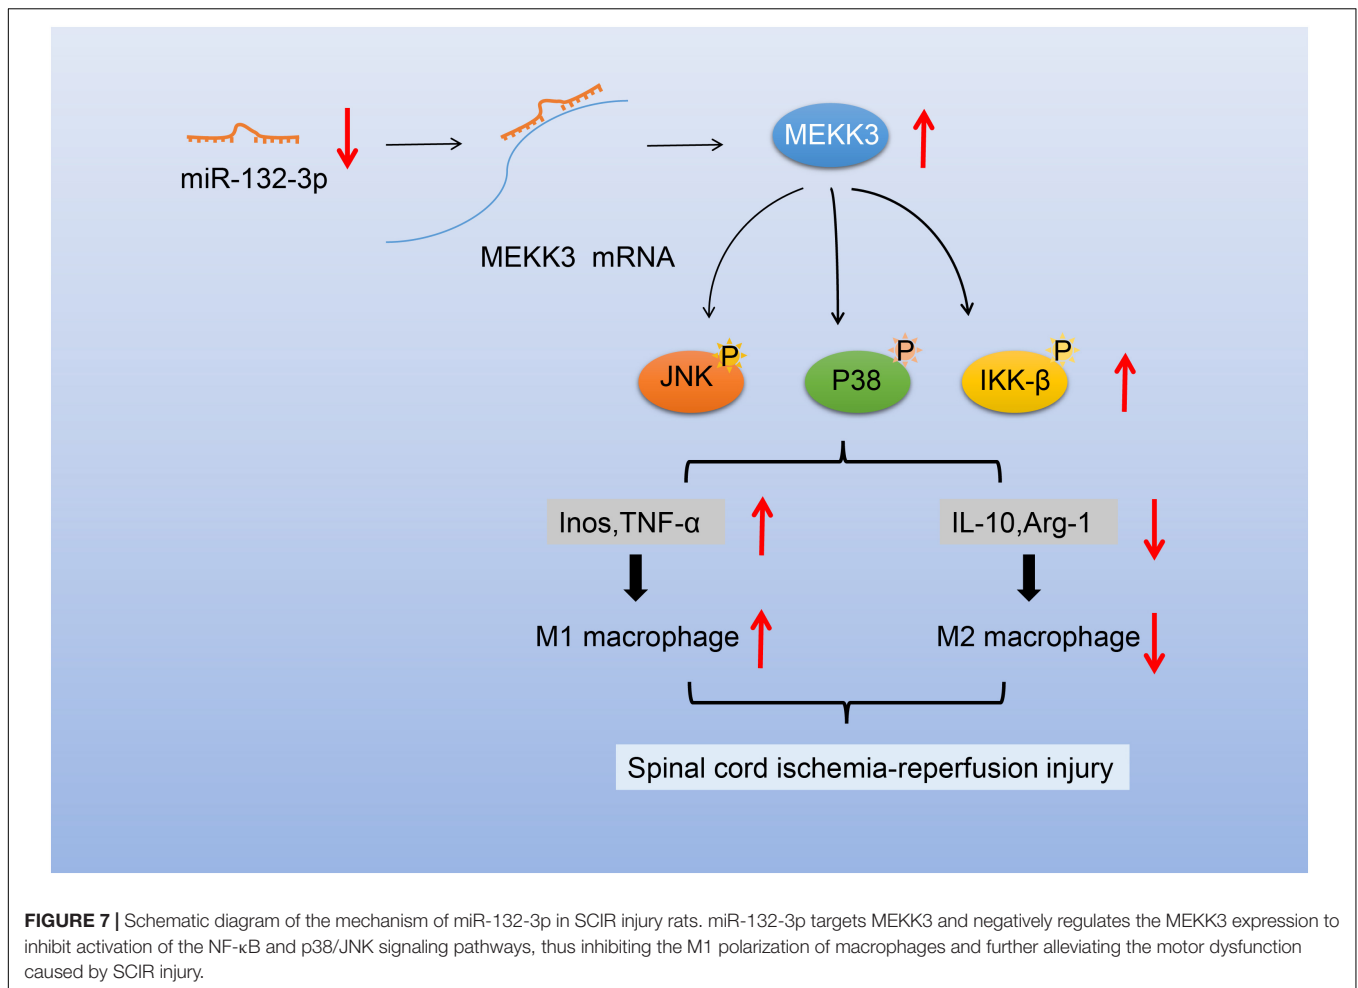 MEKK3
miR-132-3p
MEKK3 mRNA
P
P
P
JNK
P38
IKK-β
Inos,TNF-α
IL-10,Arg-1
M1 macrophage
M2 macrophage
Spinal cord ischemia-reperfusion injury
FIGURE 7 | Schematic diagram of the mechanism of miR-132-3p in SCIR injury rats. miR-132-3p targets MEKK3 and negatively regulates the MEKK3 expression to
inhibit activation of the NF-κB and p38/JNK signaling pathways, thus inhibiting the M1 polarization of macrophages and further alleviating the motor dysfunction
caused by SCIR injury.